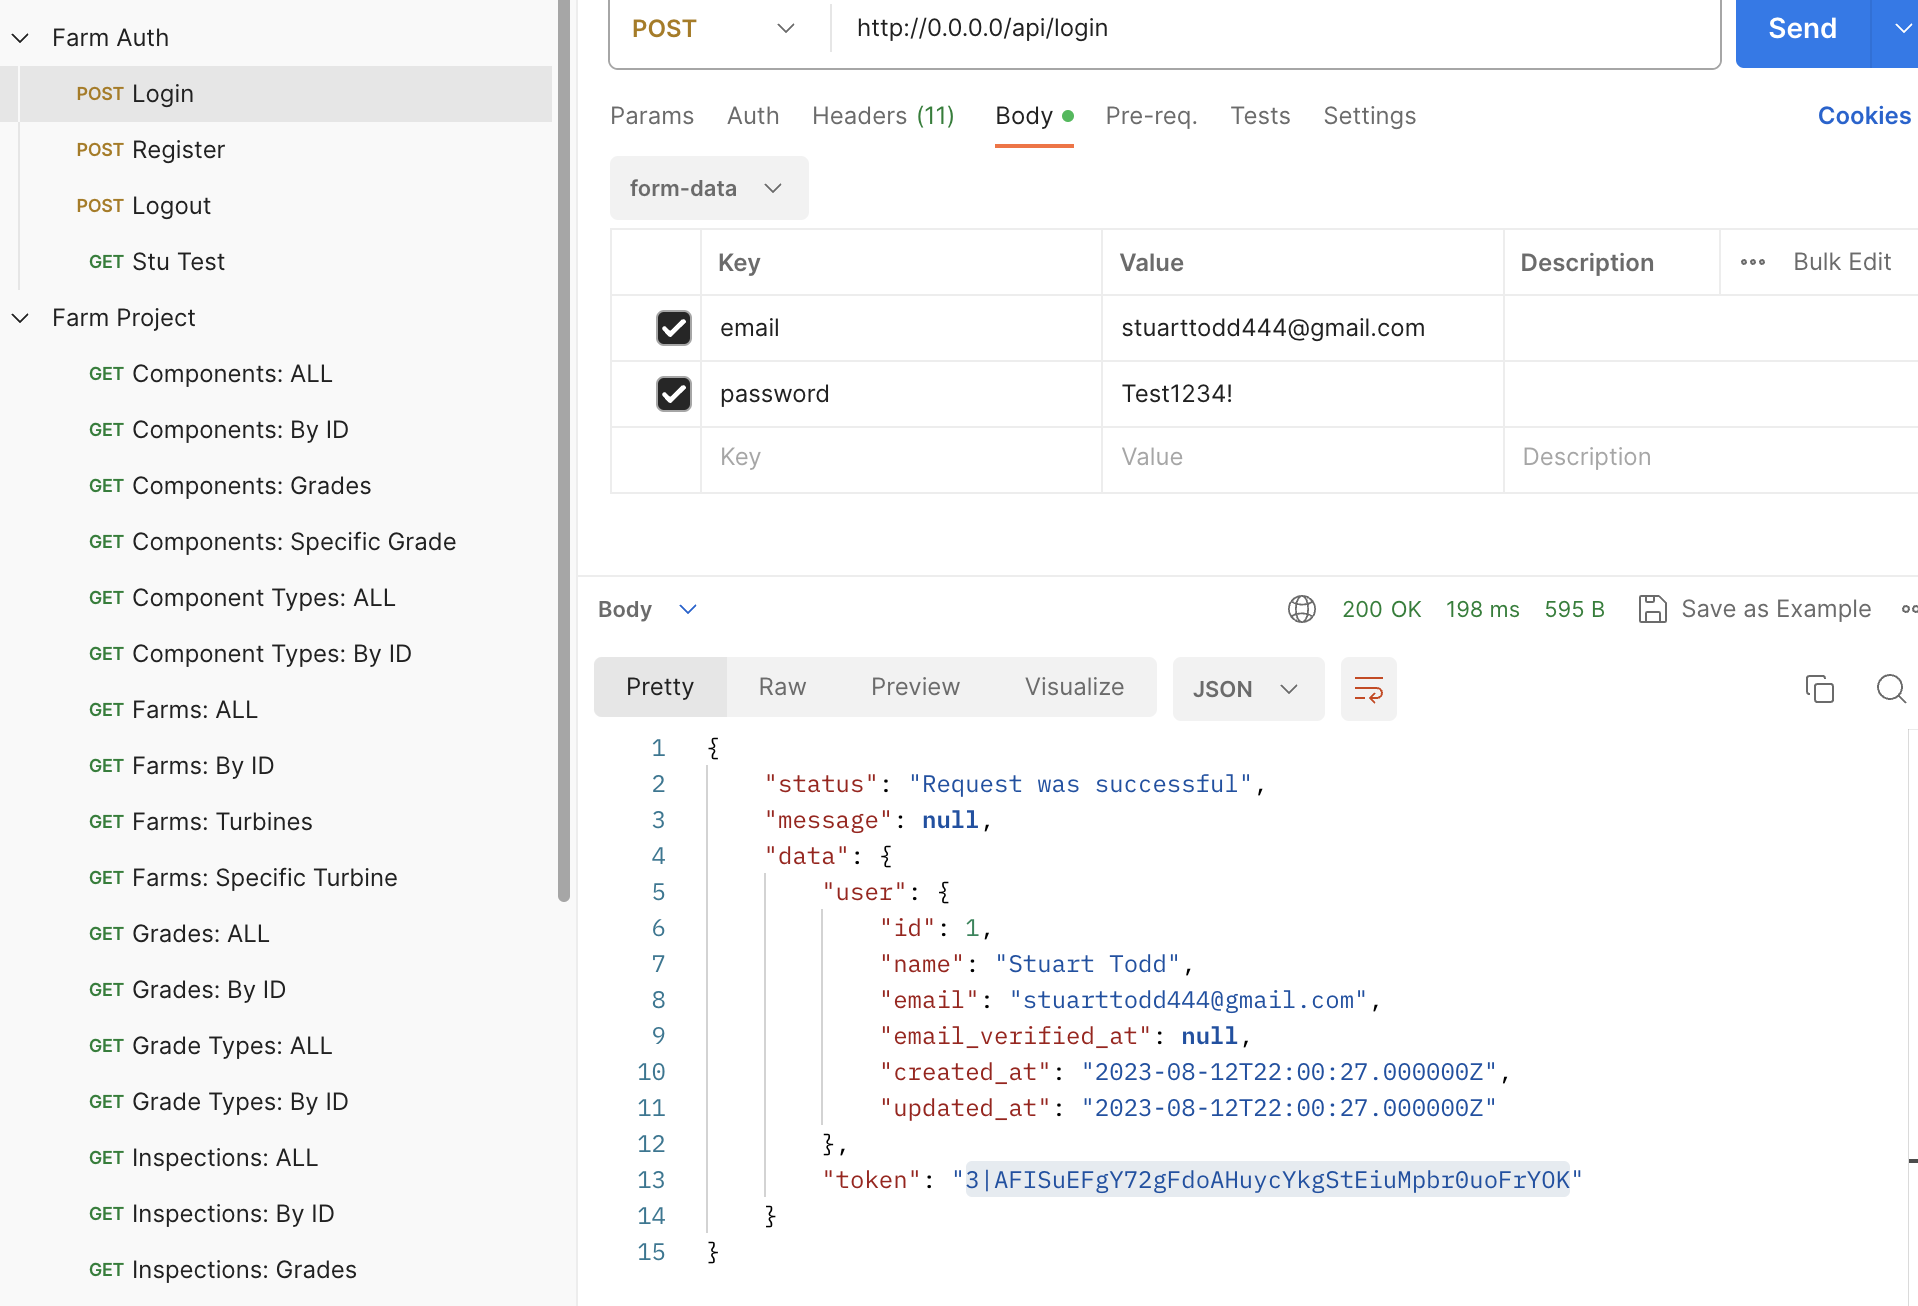 Farm Auth
POST Login
POST Register
POST Logout
GET Stu Test
Farm Project
GET Components: ALL
GET Components: By ID
GET Components: Grades
GET Components: Specific Grade
GET Component Types: ALL
GET Component Types: By ID
GET Farms: ALL
GET Farms: By ID
GET Farms: Turbines
GET Farms: Specific Turbine
GET Grades: ALL
GET Grades: By ID
GET Grade Types: ALL
GET Grade Types: By ID
GET Inspections: ALL
GET Inspections: By ID
GET Inspections: Grades
POST http://0.0.0.0/api/login Send
Params Auth Headers (11) Body Pre-req. Tests Settings Cookies
form-data
Key Value Description Bulk Edit
email stuarttodd444@gmail.com
password Test1234!
Key Value Description
Body 200 OK 198 ms 595 B Save as Example
Pretty Raw Preview Visualize JSON
1 {
2 "status": "Request was successful",
3 "message": null,
4 "data": {
5 "user": {
6 "id": 1,
7 "name": "Stuart Todd",
8 "email": "stuarttodd444@gmail.com",
9 "email_verified_at": null,
10 "created_at": "2023-08-12T22:00:27.000000Z",
11 "updated_at": "2023-08-12T22:00:27.000000Z"
12 },
13 "token": "3|AFISuEFgY72gFdoAHuycYkgStEiuMpbr0uoFrYOK"
14 }
15 }